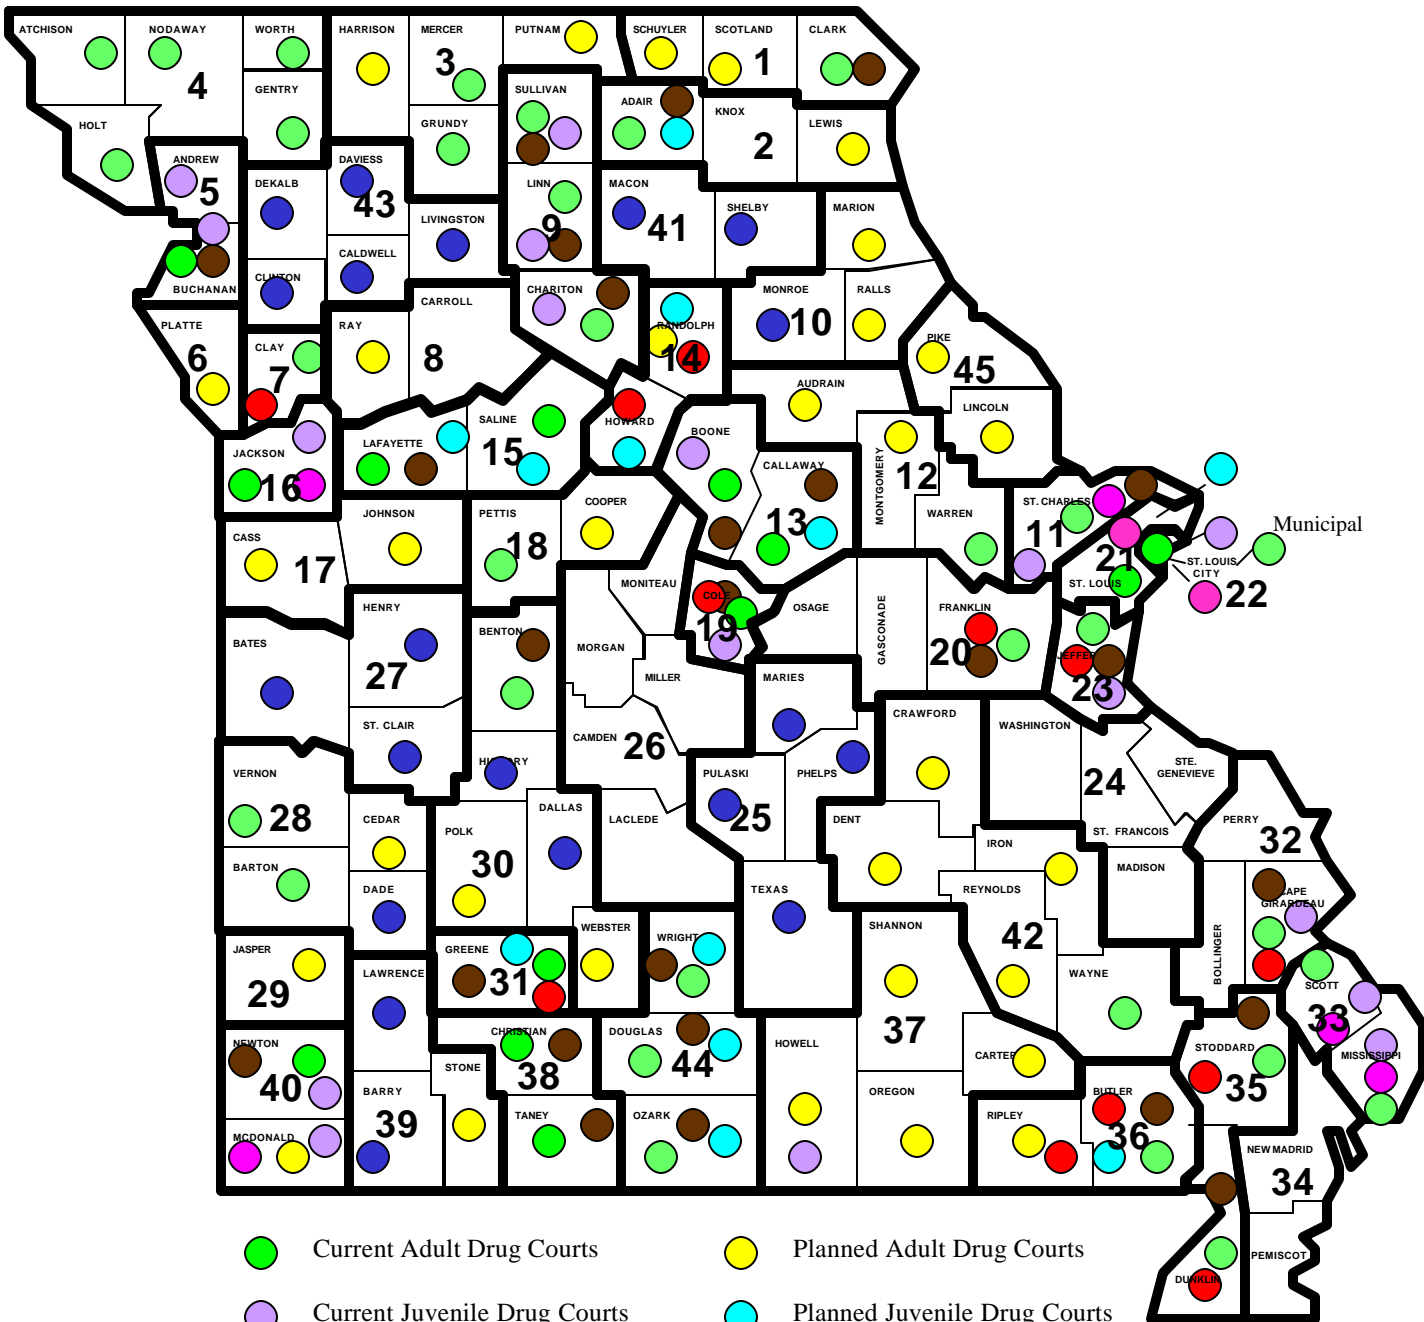 ATCHISON
NODAWAY
WORTH
HARRISON
MERCER
PUTNAM
SCHUYLER
SCOTLAND
CLARK
3
1
4
GENTRY
SULLIVAN
ADAIR
KNOX
LEWIS
HOLT
GRUNDY
2
ANDREW
5
DEKALB
DAVIESS
43
LINN
9
MACON
41
SHELBY
MARION
LIVINGSTON
CALDWELL
CLINTON
BUCHANAN
CARROLL
CHARITON
MONROE
10
RALLS
PLATTE
6
CLAY
7
RAY
8
RANDOLPH
14
PIKE
45
AUDRAIN
LINCOLN
SALINE
15
HOWARD
BOONE
LAFAYETTE
JACKSON
16
CALLAWAY
13
MONTGOMERY
12
WARREN
ST. CHARLES
11
COOPER
JOHNSON
PETTIS
18
CASS
17
Municipal
21
ST. LOUIS
CITY
ST. LOUIS
22
MONITEAU
COLE
19
OSAGE
GASCONADE
FRANKLIN
20
HENRY
27
BENTON
MORGAN
BATES
MILLER
MARIES
JEFFER
23
ST. CLAIR
CAMDEN
26
CRAWFORD
WASHINGTON
HICKORY
VERNON
28
PULASKI
25
PHELPS
24
STE.
GENEVIEVE
CEDAR
POLK
30
DALLAS
LACLEDE
DENT
IRON
ST. FRANCOIS
PERRY
32
BARTON
DADE
TEXAS
REYNOLDS
MADISON
CAPE
GIRARDEAU
BOLLINGER
JASPER
29
GREENE
31
WEBSTER
WRIGHT
SHANNON
42
LAWRENCE
WAYNE
SCOTT
33
NEWTON
40
CHRISTIAN
38
DOUGLAS
44
HOWELL
37
CARTER
STODDARD
35
MISSISSIPPI
STONE
BARRY
39
OREGON
BUTLER
36
MCDONALD
TANEY
OZARK
RIPLEY
NEW MADRID
34
Current Adult Drug Courts
Planned Adult Drug Courts
PEMISCOT
DUNKLIN
Current Juvenile Drug Courts
Planned Juvenile Drug Courts